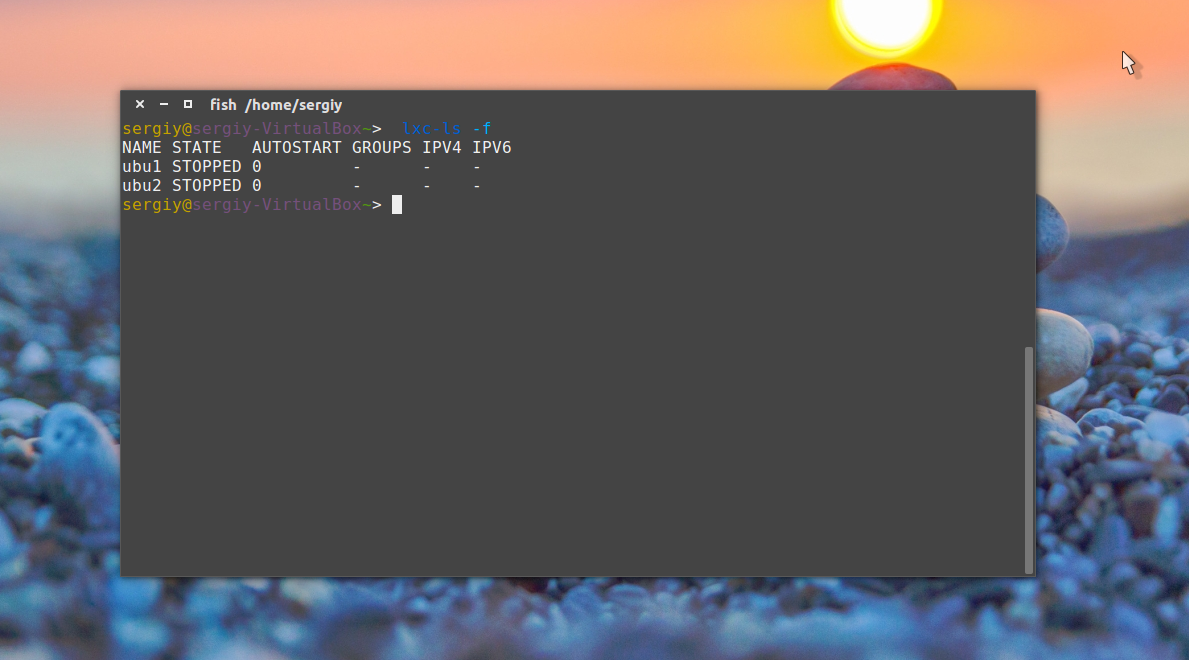 fish /home/sergiy
sergiy@sergiy-VirtualBox~> lxc-ls -f
NAME STATE   AUTOSTART GROUPS IPV4 IPV6
ubu1 STOPPED 0         -      -    -
ubu2 STOPPED 0         -      -    -
sergiy@sergiy-VirtualBox~>